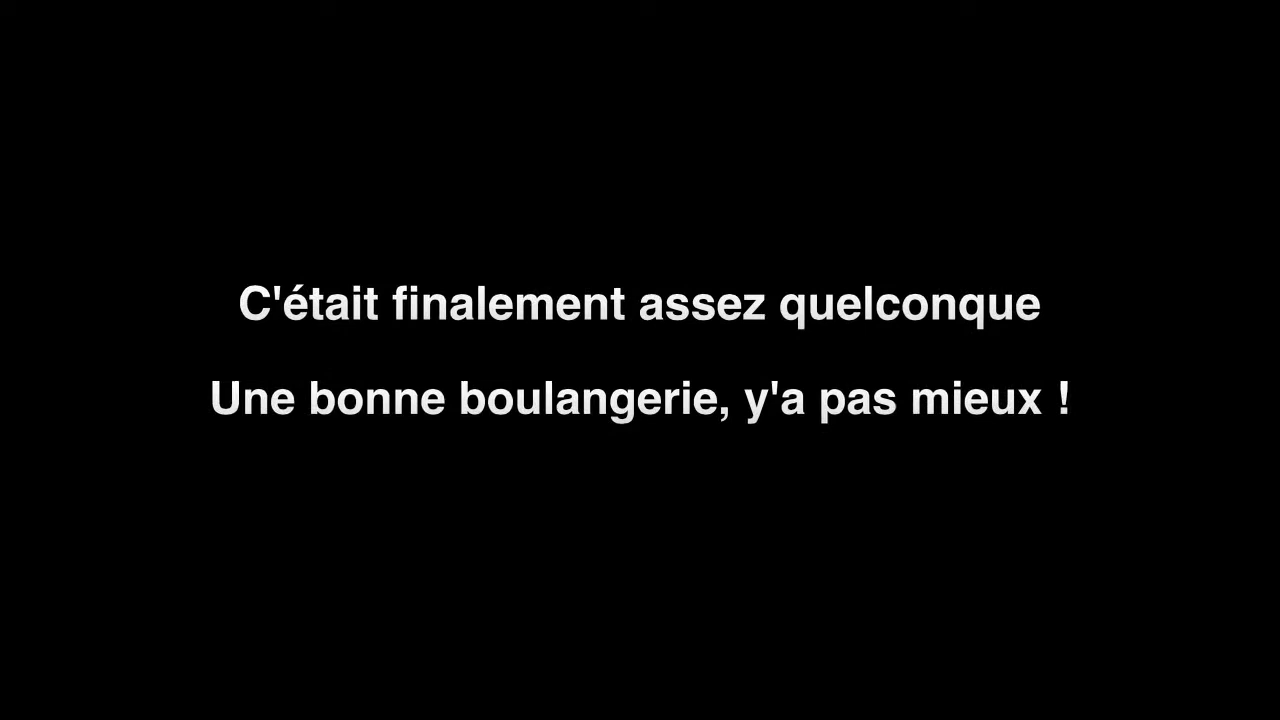 C'était finalement assez quelconque
Une bonne boulangerie, y'a pas mieux !